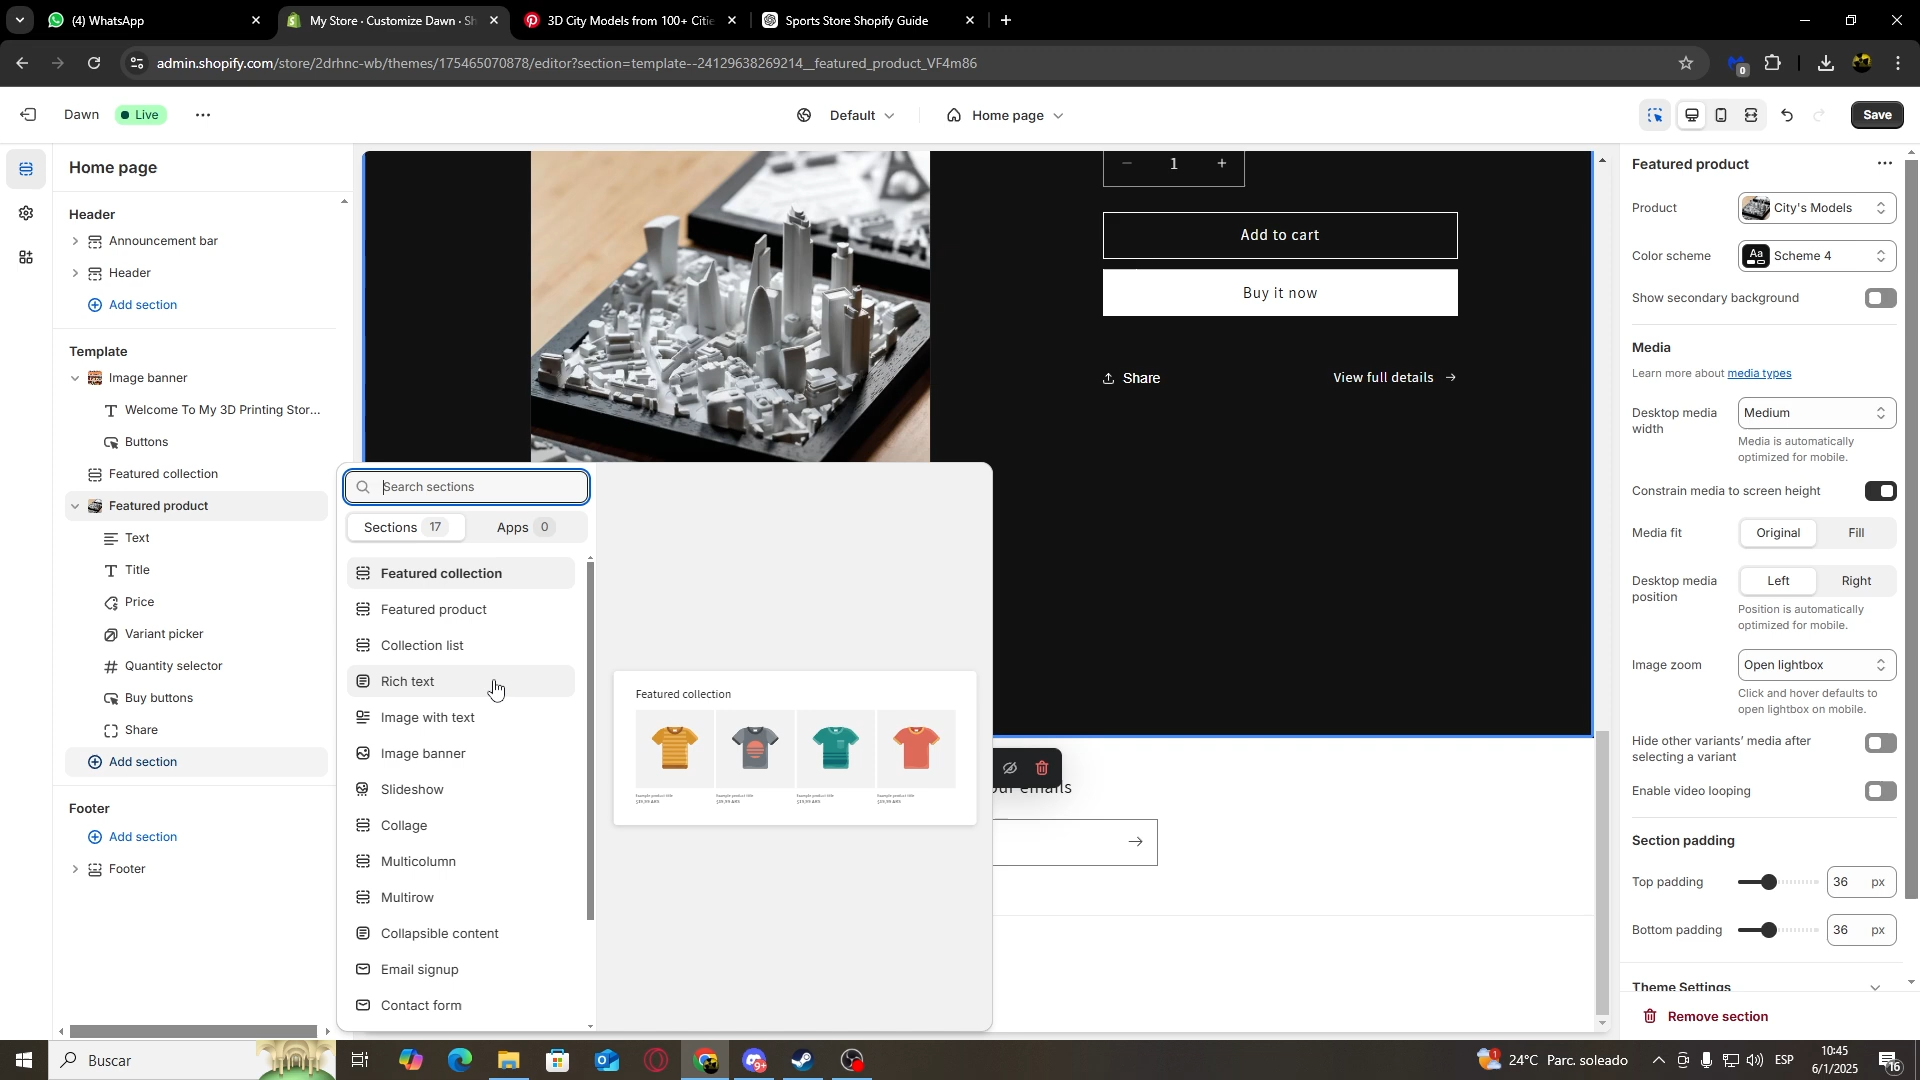 (4) WhatsApp
My Store · Customize Dawn · Sh
3D City Models from 100+ Citie
Sports Store Shopify Guide
admin.shopify.com/store/2drhnc-wb/themes/175465070878/editor?section=template--24129638269214__featured_product_VF4m86
0
Dawn
Live
Default
Home page
Save
Home page
Header
Announcement bar
Header
Add section
Template
Image banner
Welcome To My 3D Printing Stor...
Buttons
Featured collection
Featured product
Text
Title
Price
Variant picker
Quantity selector
Buy buttons
Share
Add section
Footer
Add section
Footer
Search sections
Sections 17
Apps 0
Featured collection
Featured product
Collection list
Rich text
Image with text
Image banner
Slideshow
Collage
Multicolumn
Multirow
Collapsible content
Email signup
Contact form
Featured collection
1
Add to cart
Buy it now
Share
View full details
our emails
Featured product
Product
City's Models
Color scheme
Aa
Scheme 4
Show secondary background
Media
Learn more about media types
Desktop media width
Medium
Media is automatically optimized for mobile.
Constrain media to screen height
Media fit
Original
Fill
Desktop media position
Left
Right
Position is automatically optimized for mobile.
Image zoom
Open lightbox
Click and hover defaults to open lightbox on mobile.
Hide other variants' media after selecting a variant
Enable video looping
Section padding
Top padding
36 px
Bottom padding
36 px
Theme Settings
Remove section
Buscar
9+
24°C Parc. soleado
ESP
10:45
6/1/2025
16